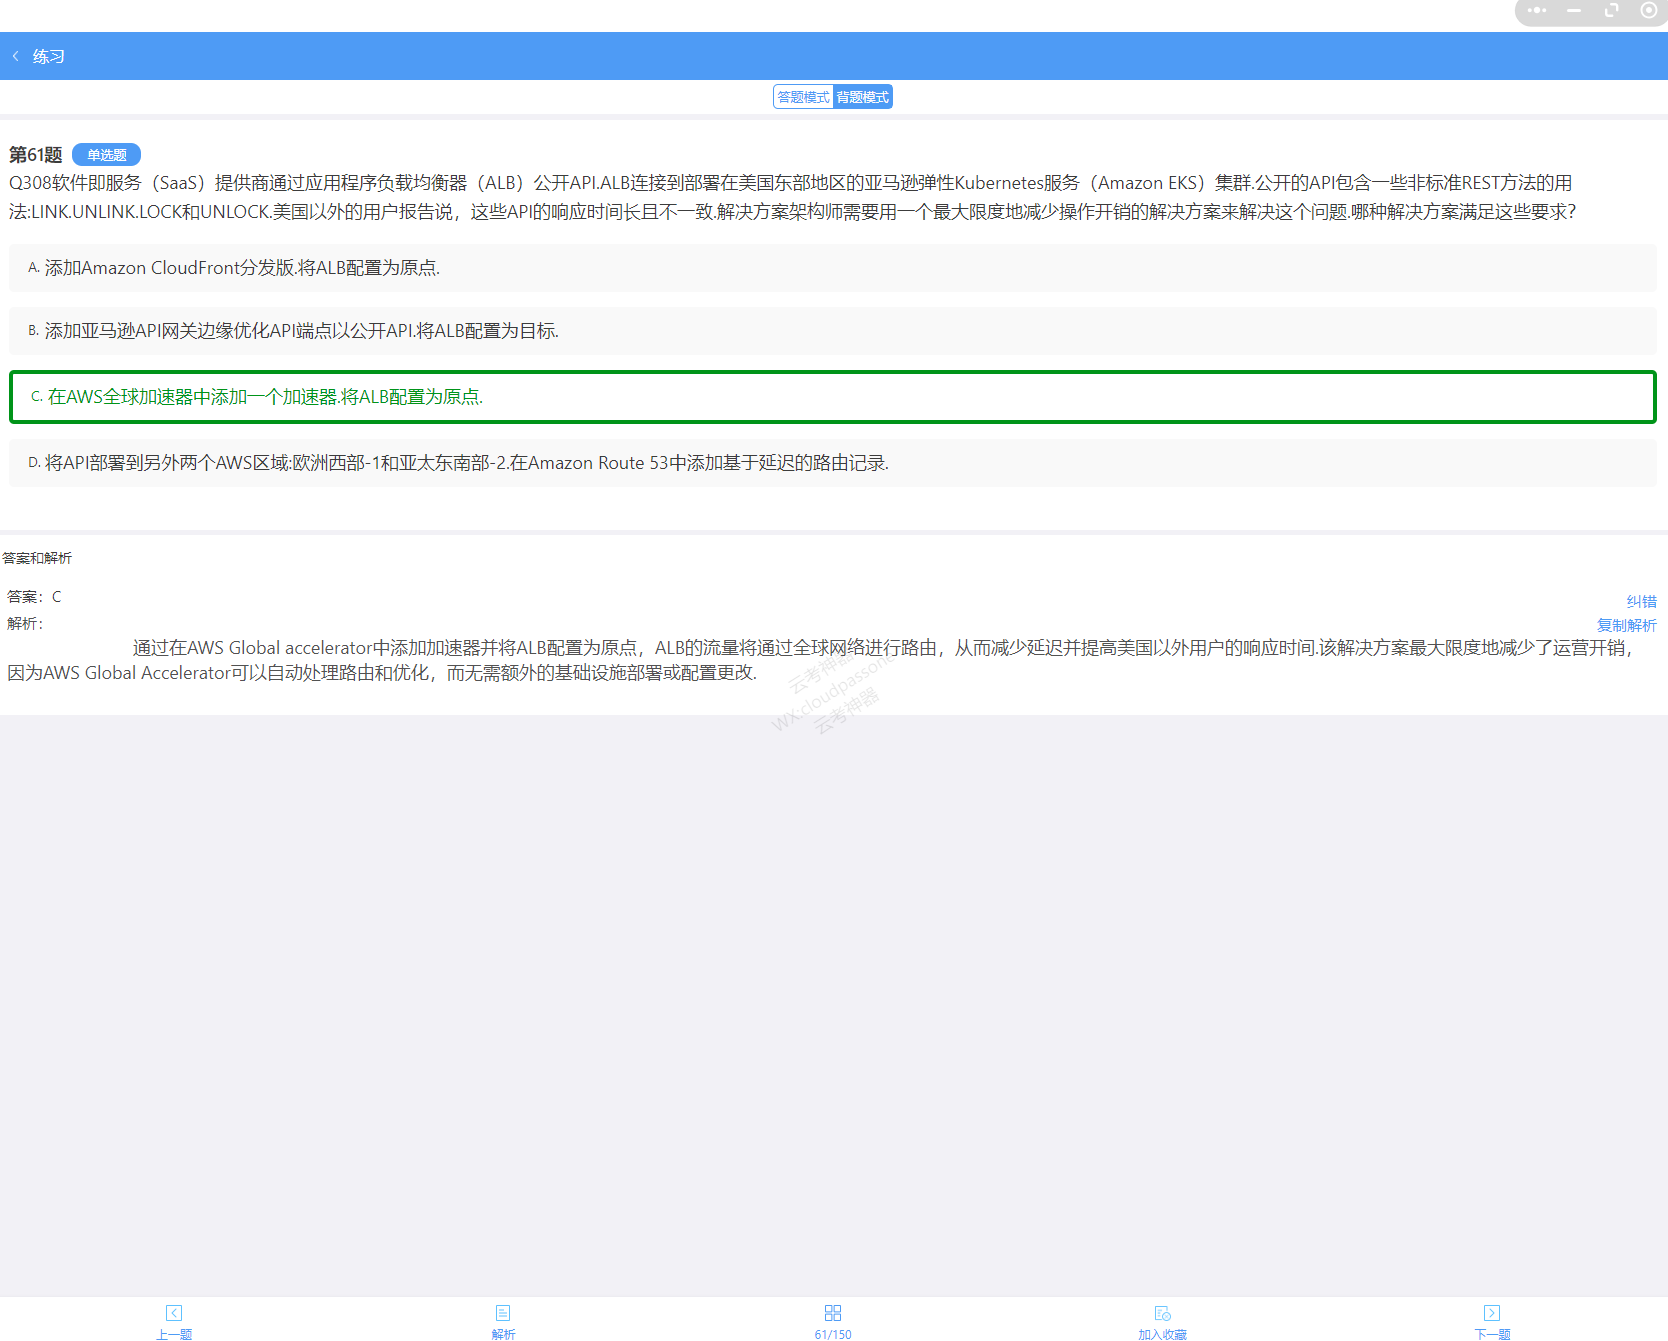 练习
答题模式 背题模式
第61题 单选题
Q308软件即服务（SaaS）提供商通过应用程序负载均衡器（ALB）公开API.ALB连接到部署在美国东部地区的亚马逊弹性Kubernetes服务（Amazon EKS）集群.公开的API包含一些非标准REST方法的用
法:LINK.UNLINK.LOCK和UNLOCK.美国以外的用户报告说，这些API的响应时间长且不一致.解决方案架构师需要用一个最大限度地减少操作开销的解决方案来解决这个问题.哪种解决方案满足这些要求?
A. 添加Amazon CloudFront分发版.将ALB配置为原点.
B. 添加亚马逊API网关边缘优化API端点以公开API.将ALB配置为目标.
C. 在AWS全球加速器中添加一个加速器.将ALB配置为原点.
D. 将API部署到另外两个AWS区域:欧洲西部-1和亚太东南部-2.在Amazon Route 53中添加基于延迟的路由记录.
答案和解析
答案：C
纠错
解析：
复制解析
通过在AWS Global accelerator中添加加速器并将ALB配置为原点，ALB的流量将通过全球网络进行路由，从而减少延迟并提高美国以外用户的响应时间.该解决方案最大限度地减少了运营开销，
因为AWS Global Accelerator可以自动处理路由和优化，而无需额外的基础设施部署或配置更改.
云考神器
WX:cloudpassone
云考神器
上一题 解析 61/150 加入收藏 下一题